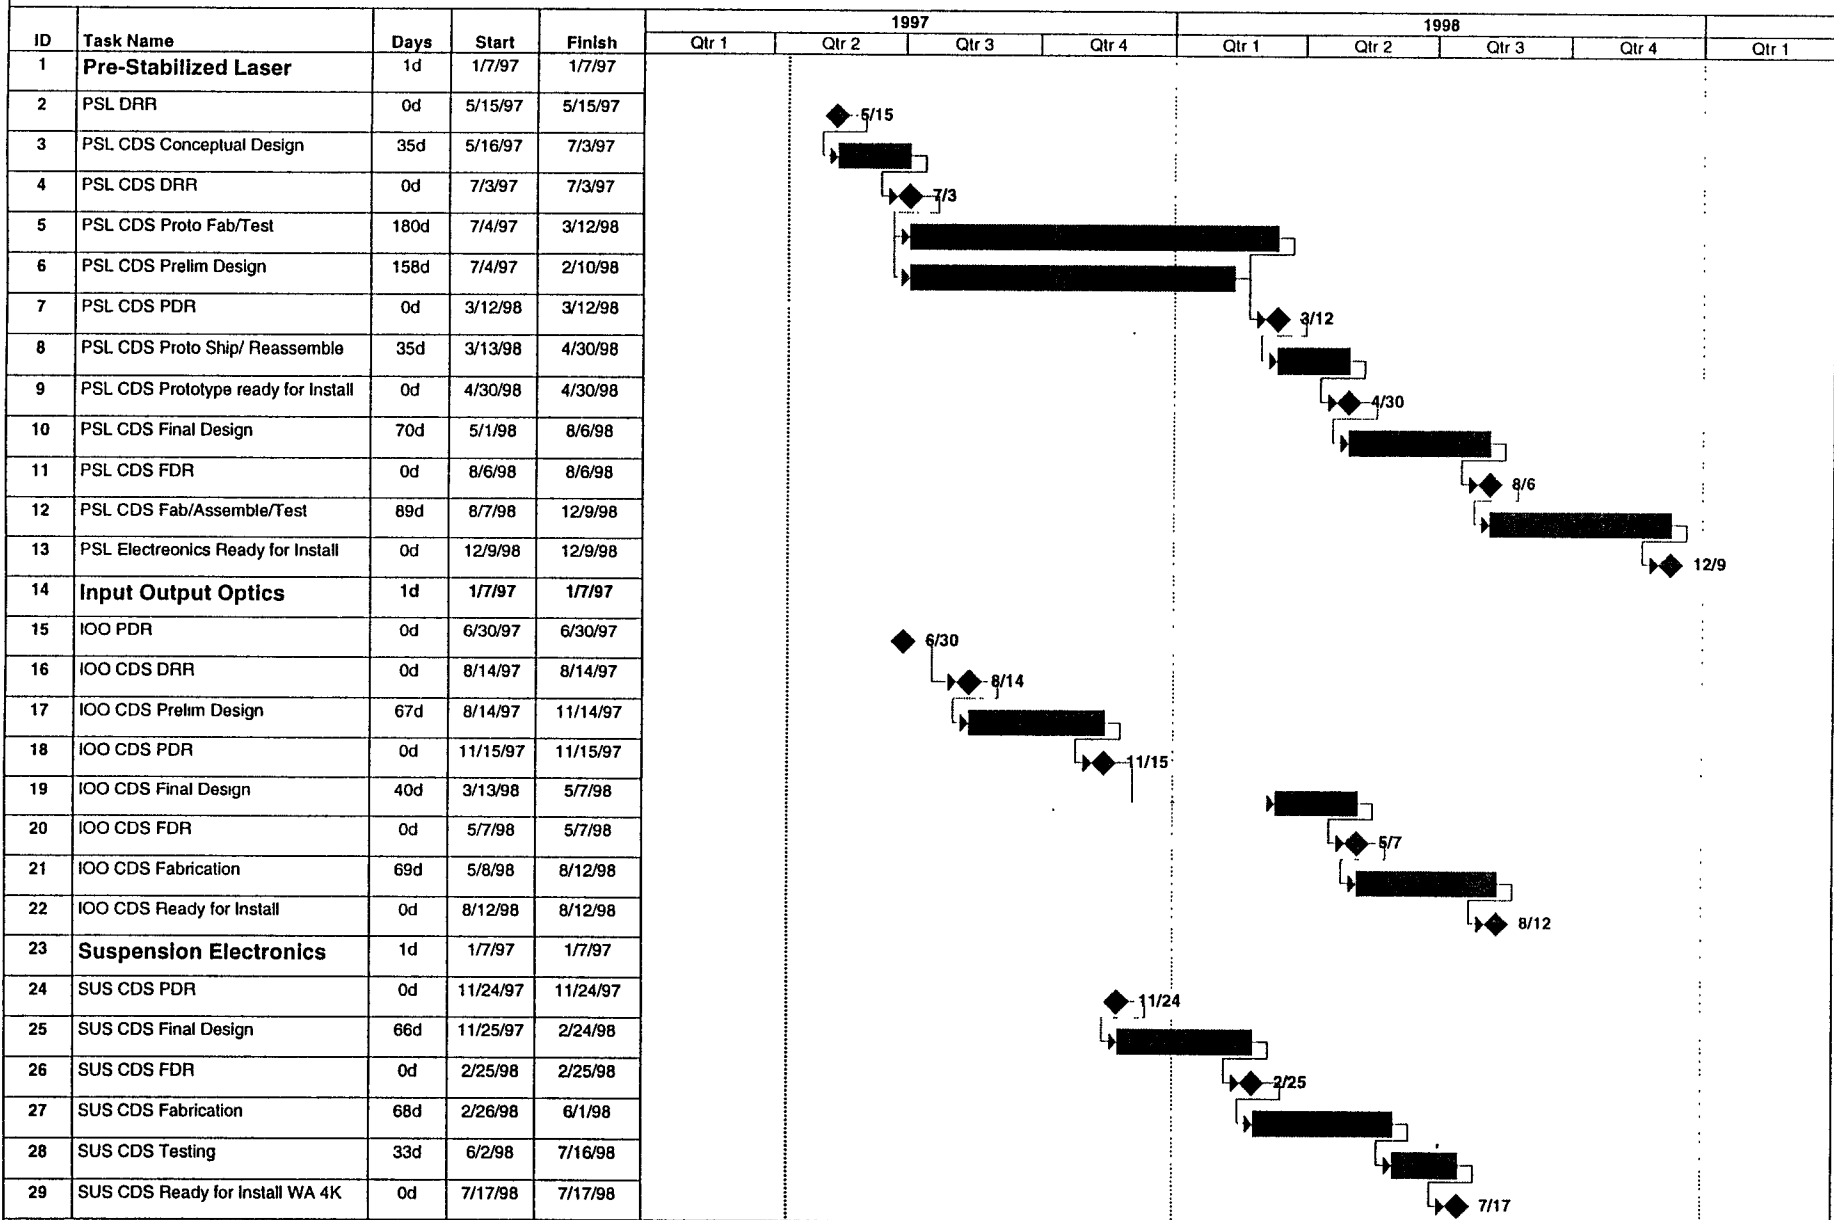 1997
1998
ID Task Name Days Start Finish Qtr 1 Qtr 2 Qtr 3 Qtr 4 Qtr 1 Qtr 2 Qtr 3 Qtr 4 Qtr 1
1 Pre-Stabilized Laser 1d 1/7/97 1/7/97
2 PSL DRR 0d 5/15/97 5/15/97 5/15
3 PSL CDS Conceptual Design 35d 5/16/97 7/3/97
4 PSL CDS DRR 0d 7/3/97 7/3/97 7/3
5 PSL CDS Proto Fab/Test 180d 7/4/97 3/12/98
6 PSL CDS Prelim Design 158d 7/4/97 2/10/98
7 PSL CDS PDR 0d 3/12/98 3/12/98 3/12
8 PSL CDS Proto Ship/ Reassemble 35d 3/13/98 4/30/98
9 PSL CDS Prototype ready for Install 0d 4/30/98 4/30/98 4/30
10 PSL CDS Final Design 70d 5/1/98 8/6/98
11 PSL CDS FDR 0d 8/6/98 8/6/98 8/6
12 PSL CDS Fab/Assemble/Test 89d 8/7/98 12/9/98
13 PSL Electreonics Ready for Install 0d 12/9/98 12/9/98 12/9
14 Input Output Optics 1d 1/7/97 1/7/97
15 IOO PDR 0d 6/30/97 6/30/97 6/30
16 IOO CDS DRR 0d 8/14/97 8/14/97 8/14
17 IOO CDS Prelim Design 67d 8/14/97 11/14/97
18 IOO CDS PDR 0d 11/15/97 11/15/97 11/15
19 IOO CDS Final Design 40d 3/13/98 5/7/98
20 IOO CDS FDR 0d 5/7/98 5/7/98 5/7
21 IOO CDS Fabrication 69d 5/8/98 8/12/98
22 IOO CDS Ready for Install 0d 8/12/98 8/12/98 8/12
23 Suspension Electronics 1d 1/7/97 1/7/97
24 SUS CDS PDR 0d 11/24/97 11/24/97 11/24
25 SUS CDS Final Design 66d 11/25/97 2/24/98
26 SUS CDS FDR 0d 2/25/98 2/25/98 2/25
27 SUS CDS Fabrication 68d 2/26/98 6/1/98
28 SUS CDS Testing 33d 6/2/98 7/16/98
29 SUS CDS Ready for Install WA 4K 0d 7/17/98 7/17/98 7/17